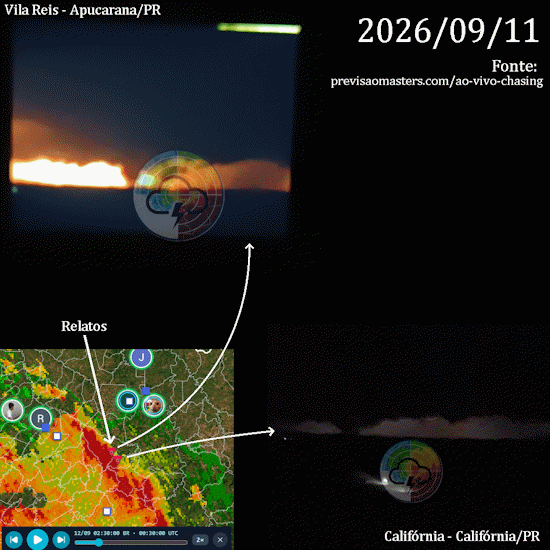 Vila Reis - Apucarana/PR
2026/09/11
Fonte:
previsaomasters.com/ao-vivo-chasing
Relatos
J
R
12/09 02:30:00 BR · 00:30:00 UTC
2×
Califórnia - Califórnia/PR